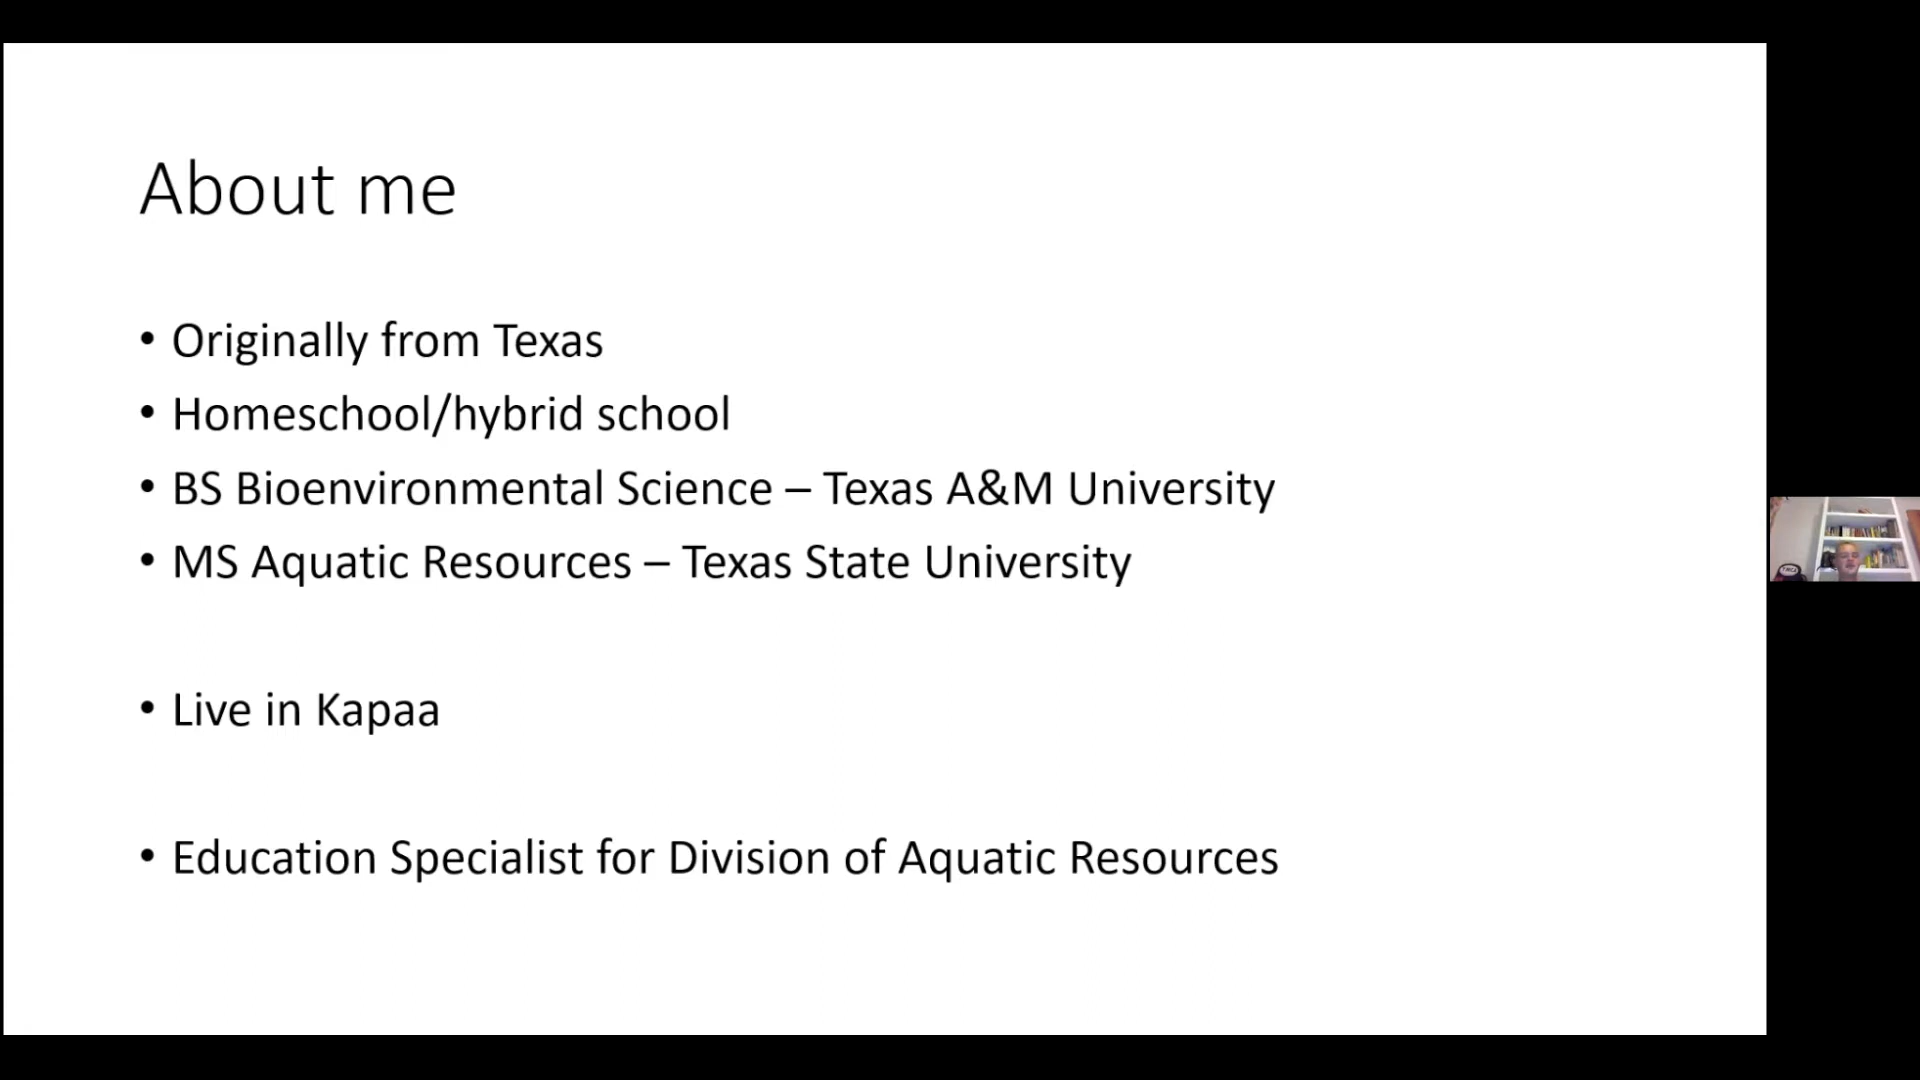 About me
• Originally from Texas
• Homeschool/hybrid school
• BS Bioenvironmental Science – Texas A&M University
• MS Aquatic Resources – Texas State University
• Live in Kapaa
• Education Specialist for Division of Aquatic Resources